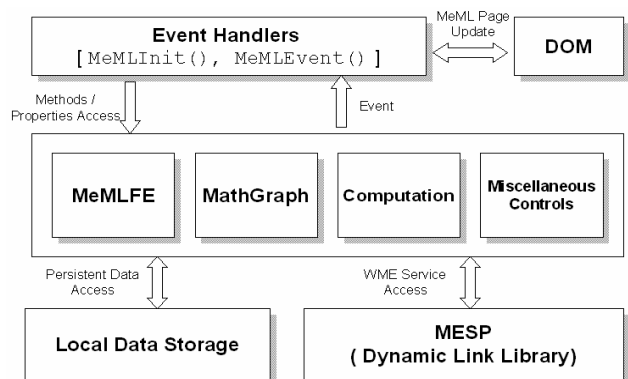 Event Handlers
[ MeMLInit(), MeMLEvent() ]
MeML Page
Update
DOM
Methods /
Properties Access
Event
MeMLFE
MathGraph
Computation
Miscellaneous
Controls
Persistent Data
Access
WME Service
Access
Local Data Storage
MESP
( Dynamic Link Library)